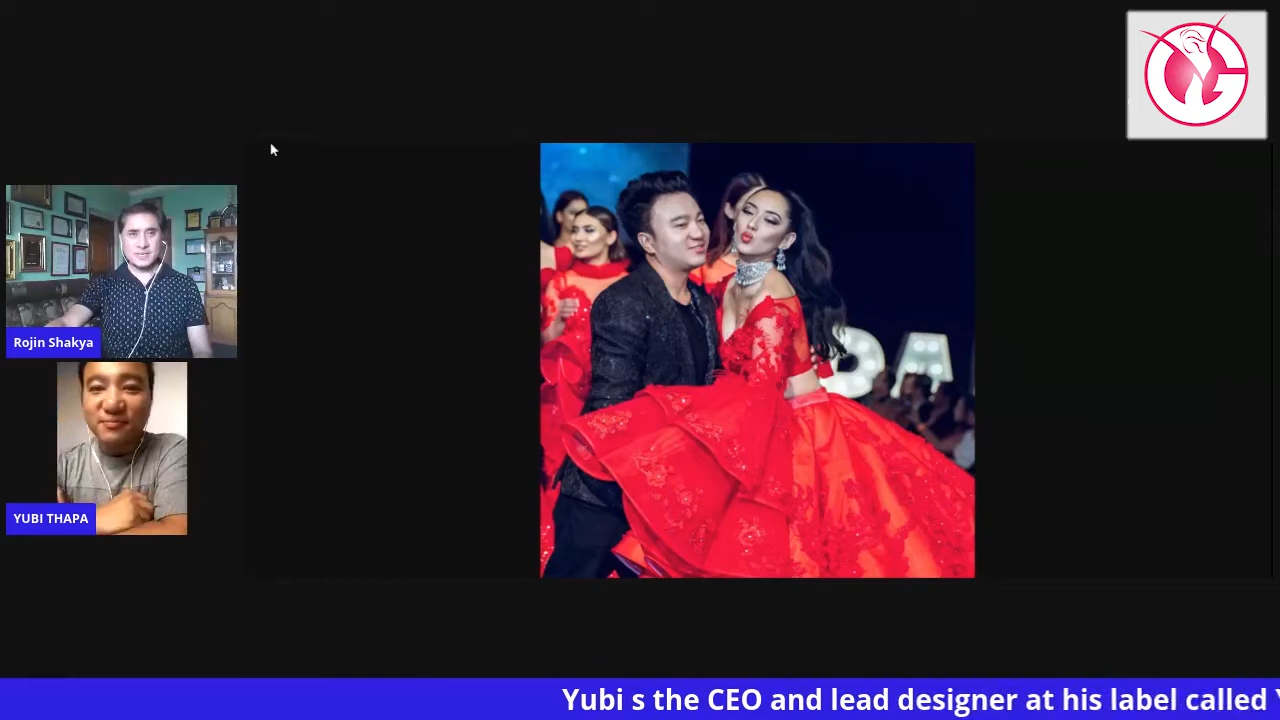 Rojin Shakya
YUBI THAPA
Yubi s the CEO and lead designer at his label called